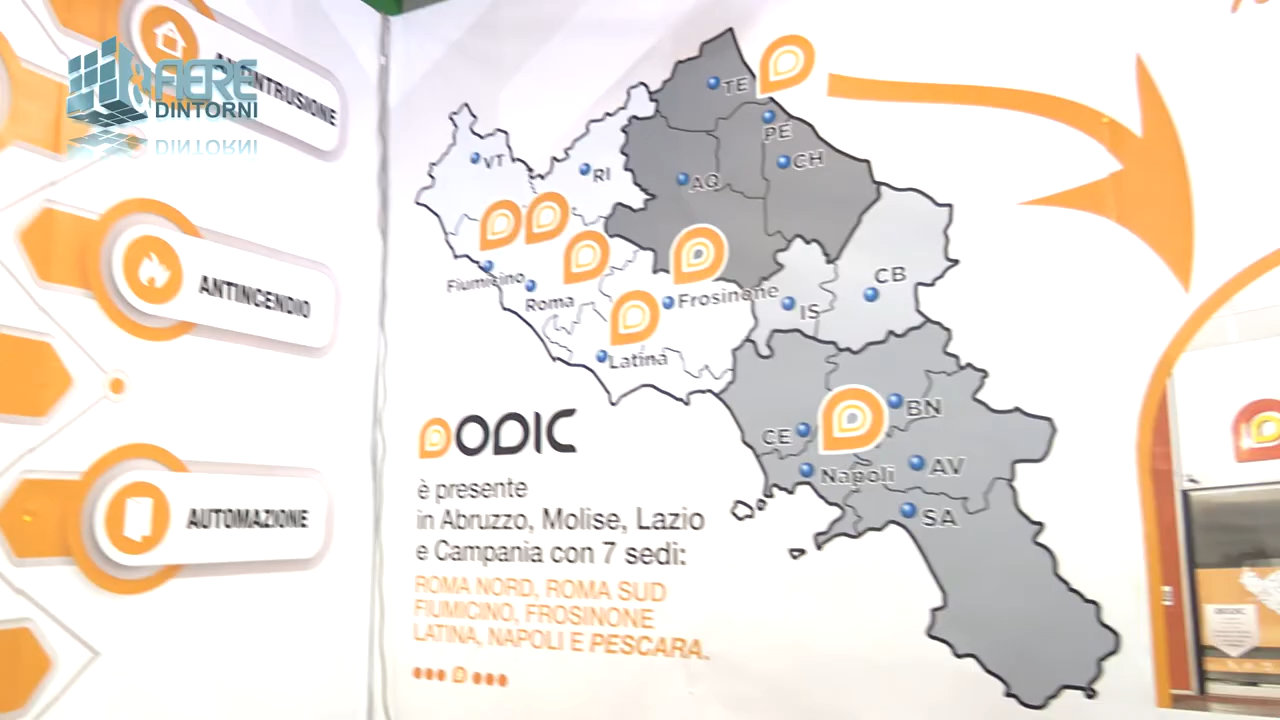 &FIERE
DINTORNI
ANTINTRUSIONE
ANTINCENDIO
AUTOMAZIONE
TE
PE
CH
AQ
VT
RI
Fiumicino
Roma
Frosinone
Latina
IS
CB
CE
BN
Napoli
AV
SA
DODIC
è presente
in Abruzzo, Molise, Lazio
e Campania con 7 sedi:
ROMA NORD, ROMA SUD
FIUMICINO, FROSINONE
LATINA, NAPOLI E PESCARA.